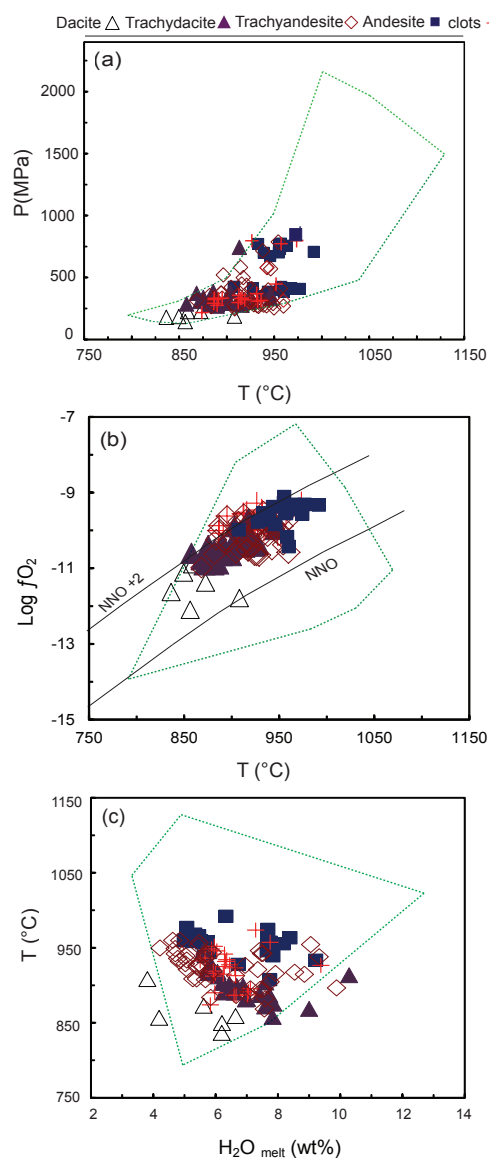 Dacite Trachydacite Trachyandesite Andesite clots
(a)
2000
1500
1000
500
250
0
P(MPa)
750 850 950 1050 1150
T (°C)
(b)
-7
-9
-11
-13
-15
Log ƒO2
NNO +2
NNO
750 850 950 1050 1150
T (°C)
(c)
1150
1050
950
850
750
T (°C)
2 4 6 8 10 12 14
H2O melt (wt%)